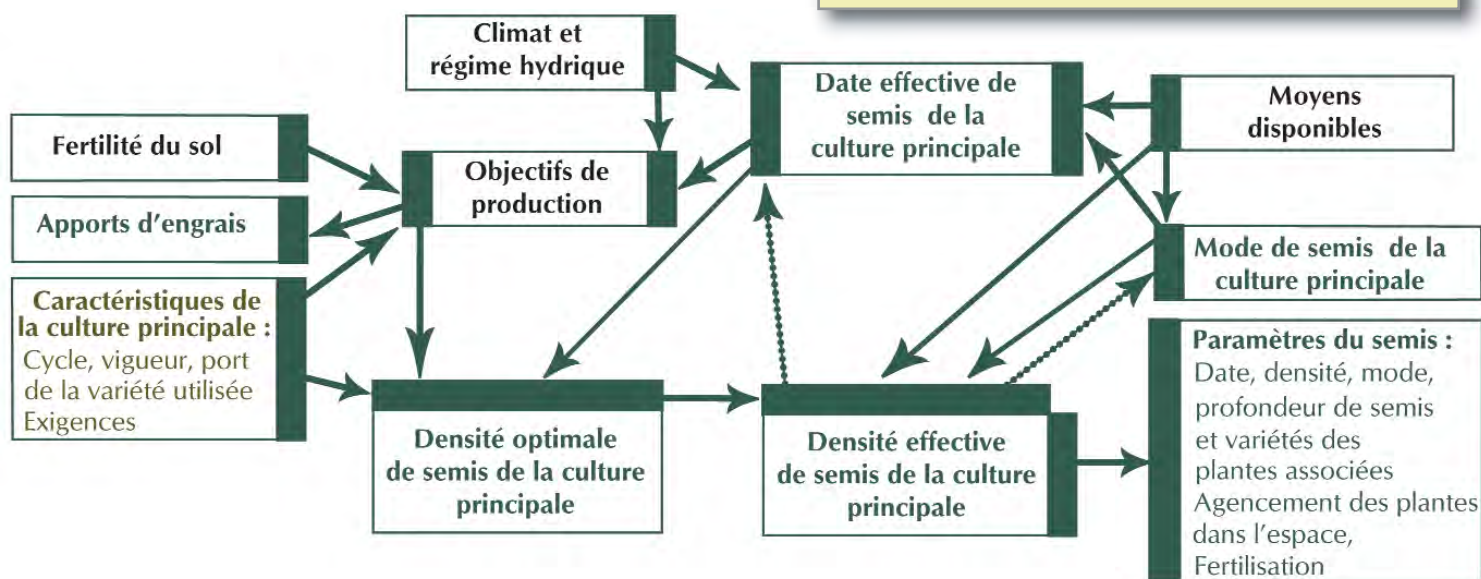 Climat et
régime hydrique
Date effective de
semis de la
culture principale
Moyens
disponibles
Fertilité du sol
Objectifs de
production
Apports d'engrais
Mode de semis de la
culture principale
Caractéristiques de
la culture principale :
Cycle, vigueur, port
de la variété utilisée
Exigences
Densité optimale
de semis de la culture
principale
Densité effective
de semis de la culture
principale
Paramètres du semis :
Date, densité, mode,
profondeur de semis
et variétés des
plantes associées
Agencement des plantes
dans l'espace,
Fertilisation